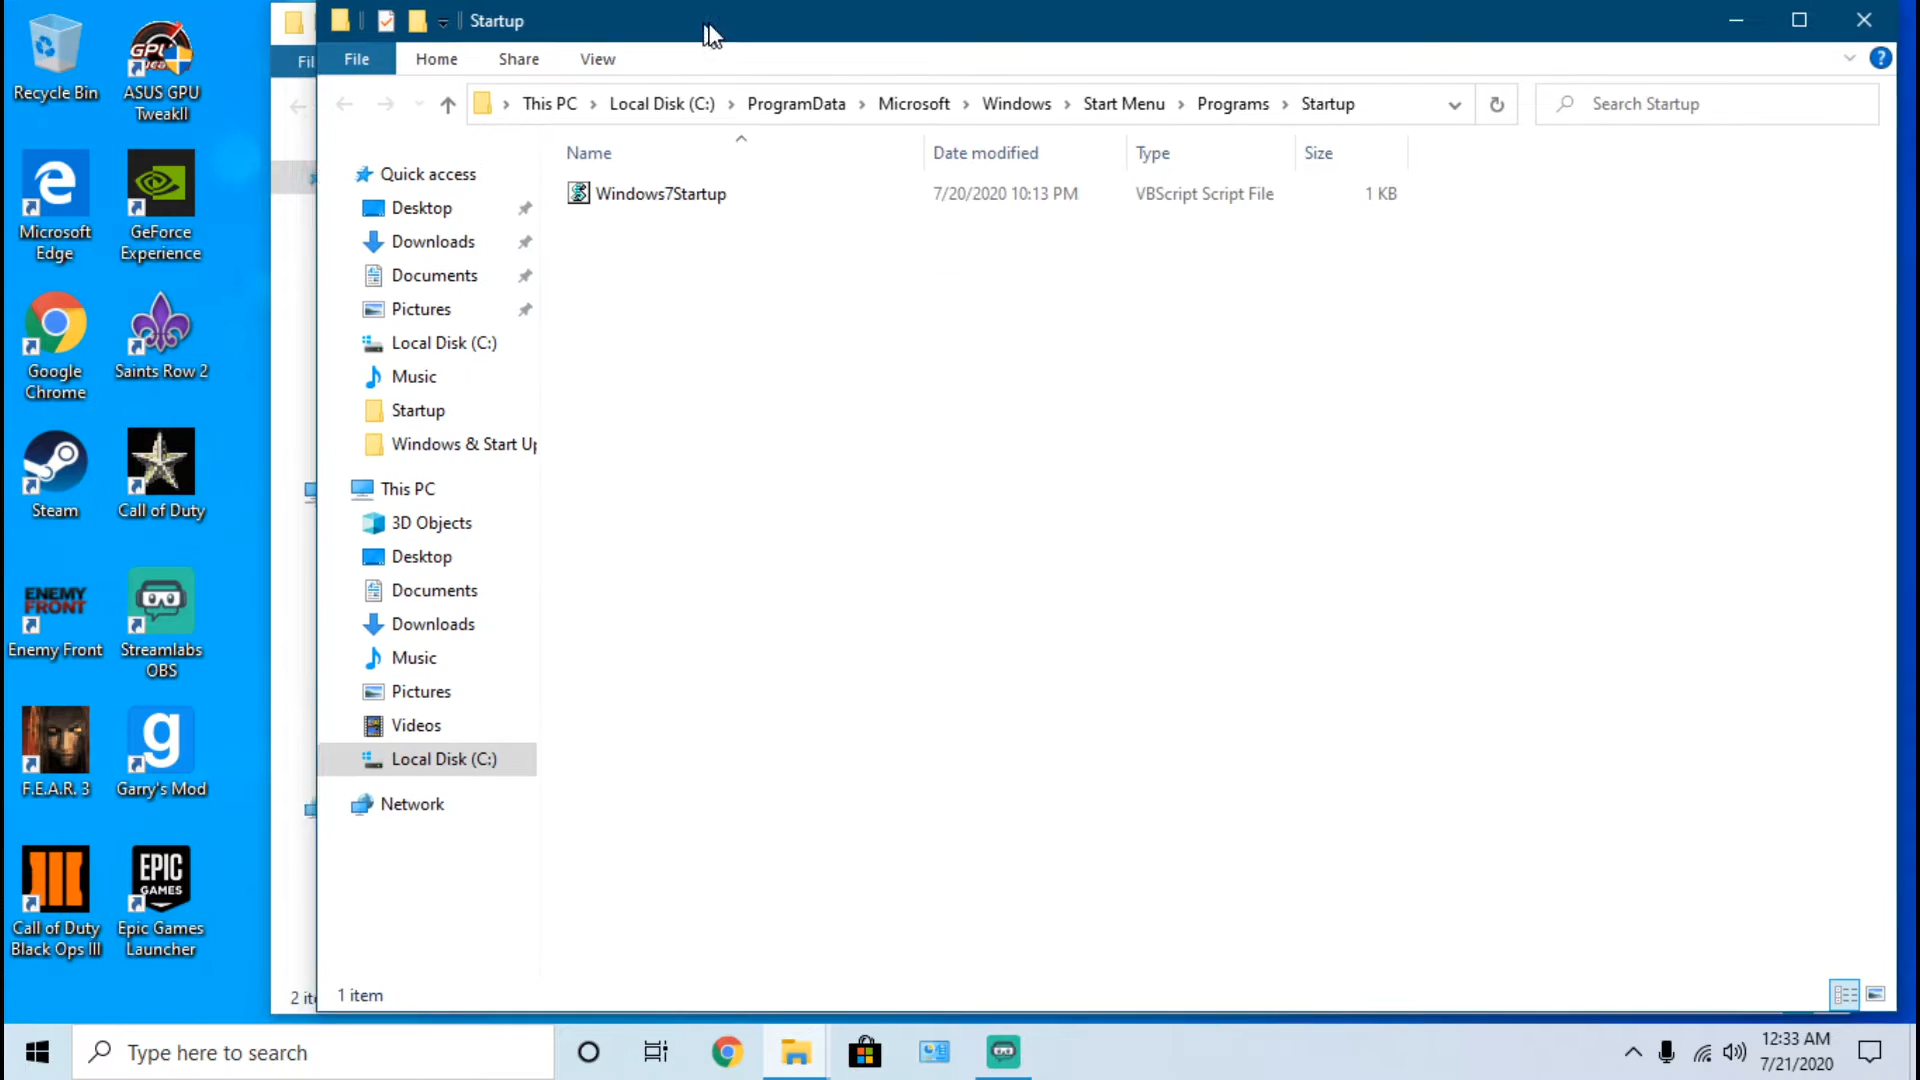 Recycle Bin
ASUS GPU
TweakII
Microsoft
Edge
GeForce
Experience
Google
Chrome
Saints Row 2
Steam
Call of Duty
ENEMY
FRONT
Enemy Front
Streamlabs
OBS
F.E.A.R. 3
g
Garry's Mod
Call of Duty
Black Ops III
EPIC
GAMES
Epic Games
Launcher
Fil
2 it
Startup
File Home Share View
This PC > Local Disk (C:) > ProgramData > Microsoft > Windows > Start Menu > Programs > Startup
Search Startup
Name Date modified Type Size
Windows7Startup 7/20/2020 10:13 PM VBScript Script File 1 KB
Quick access
Desktop
Downloads
Documents
Pictures
Local Disk (C:)
Music
Startup
Windows & Start Up
This PC
3D Objects
Desktop
Documents
Downloads
Music
Pictures
Videos
Local Disk (C:)
Network
1 item
Type here to search
12:33 AM
7/21/2020